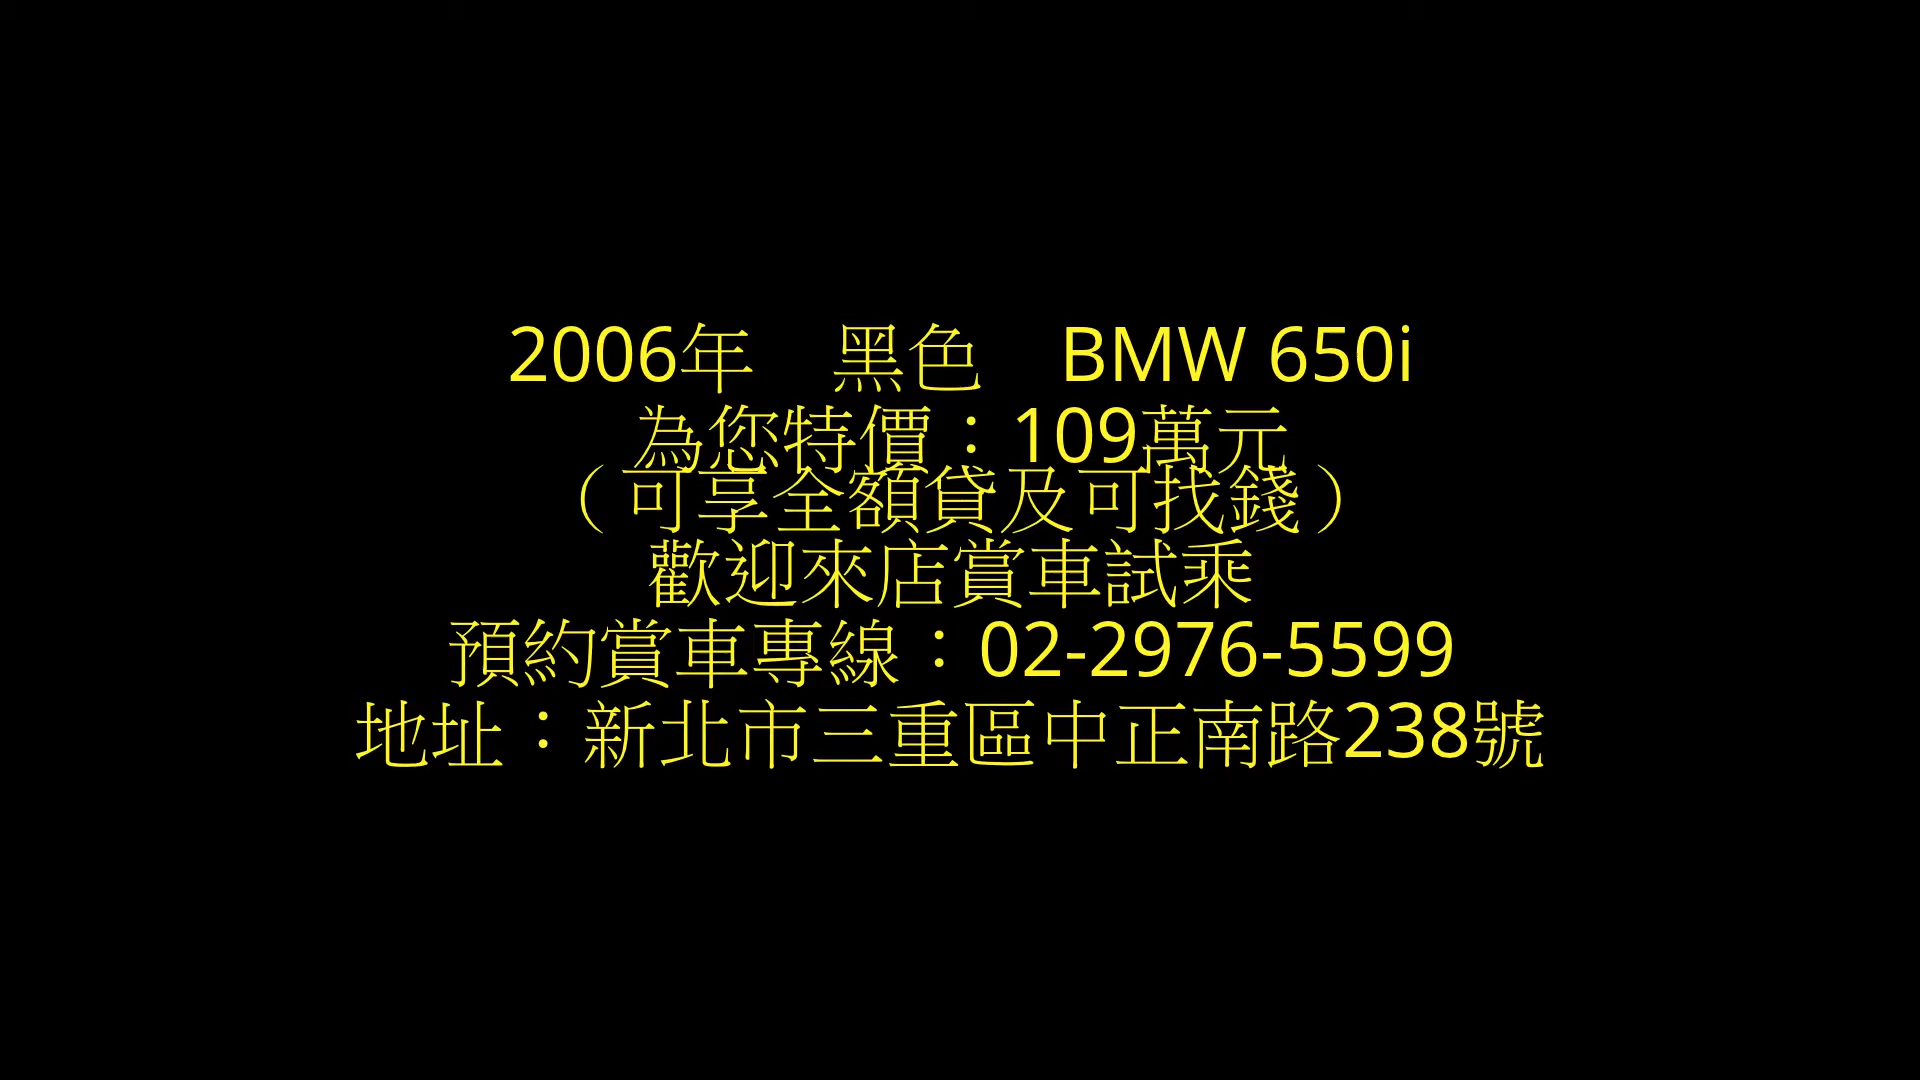 2006年　黑色　BMW 650i
為您特價：109萬元
（可享全額貸及可找錢）
歡迎來店賞車試乘
預約賞車專線：02-2976-5599
地址：新北市三重區中正南路238號